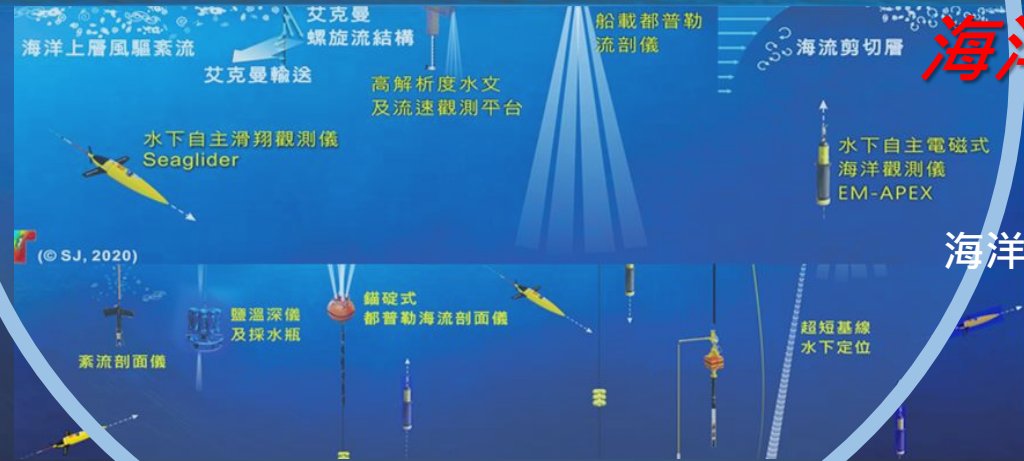 艾克曼
螺旋流結構
船載都普勒
流剖儀
海洋上層風驅紊流
海流剪切層
艾克曼輸送
高解析度水文
及流速觀測平台
水下自主滑翔觀測儀
Seaglider
水下自主電磁式
海洋觀測儀
EM-APEX
海
海洋
(© SJ, 2020)
鹽溫深儀
及採水瓶
錨碇式
都普勒海流剖面儀
超短基線
水下定位
紊流剖面儀